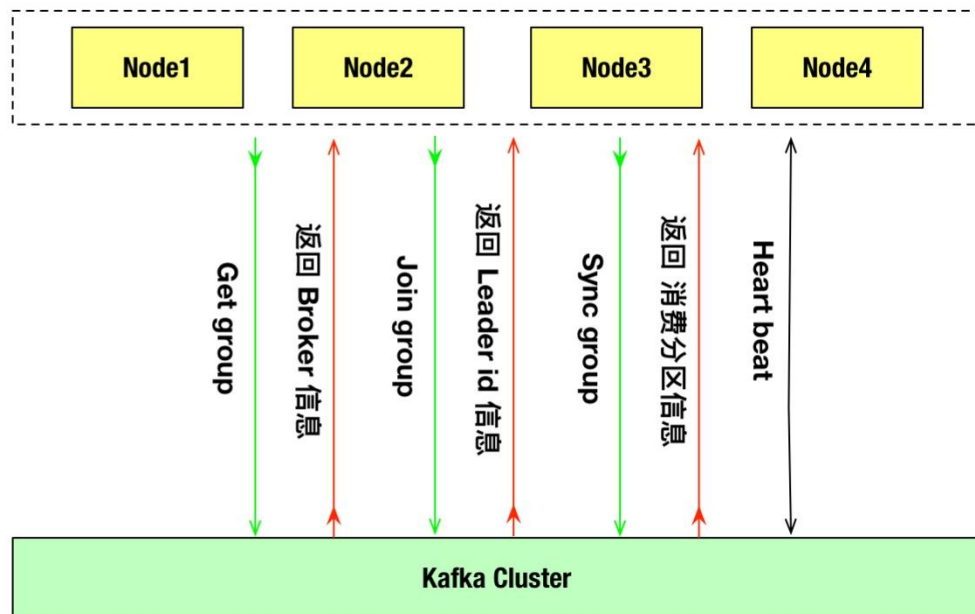 Node1
Node2
Node3
Node4
Get group
返回 Broker 信息
Join group
返回 Leader id 信息
Sync group
返回 消费分区信息
Heart beat
Kafka Cluster